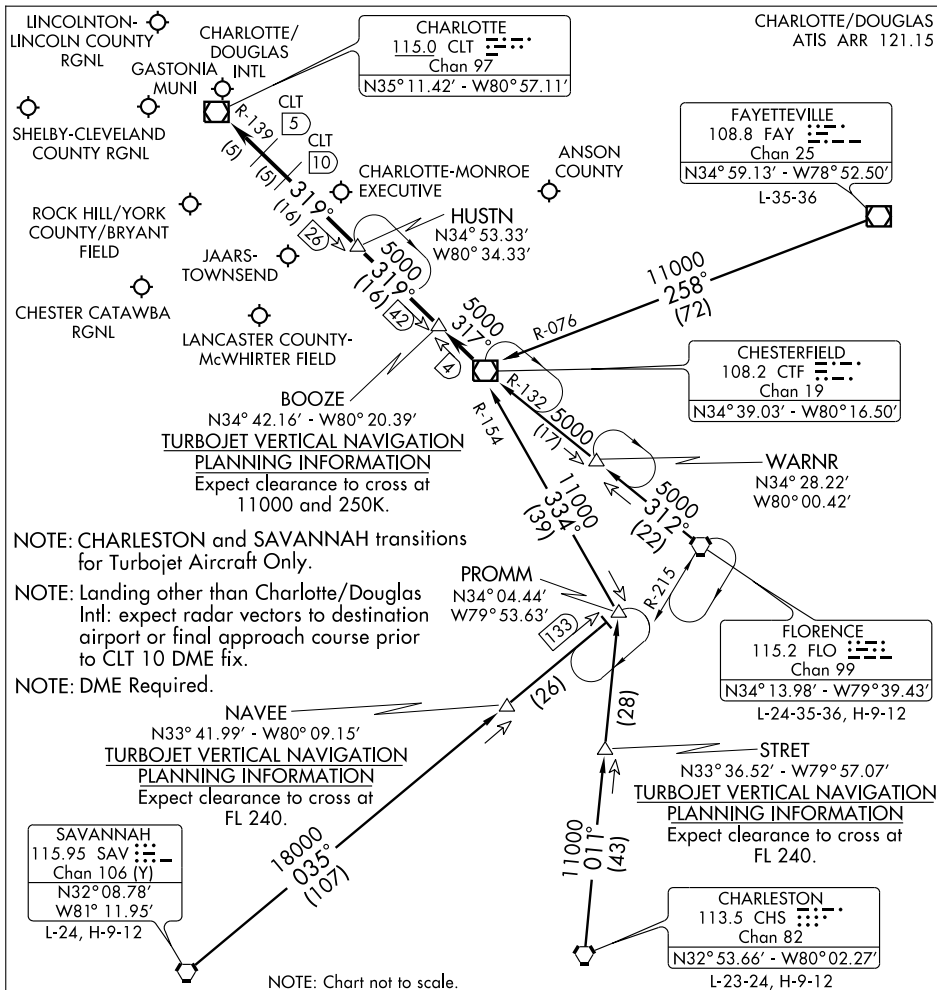 LINCOLNTON-
LINCOLN COUNTY
RGNL
CHARLOTTE/
DOUGLAS
INTL
GASTONIA
MUNI
SHELBY-CLEVELAND
COUNTY RGNL
CHARLOTTE
115.0 CLT
Chan 97
N35°11.42' - W80°57.11'
CHARLOTTE/DOUGLAS
ATIS ARR 121.15
FAYETTEVILLE
108.8 FAY
Chan 25
N34°59.13' - W78°52.50'
L-35-36
R-139
(5)
CLT
5
(5)
CLT
10
319°
(16)
26
CHARLOTTE-MONROE
EXECUTIVE
ANSON
COUNTY
ROCK HILL/YORK
COUNTY/BRYANT
FIELD
JAARS-
TOWNSEND
HUSTN
N34°53.33'
W80°34.33'
CHESTER CATAWBA
RGNL
LANCASTER COUNTY-
McWHIRTER FIELD
5000
319°
(16)
42
5000
317°
4
11000
258°
(72)
R-076
CHESTERFIELD
108.2 CTF
Chan 19
N34°39.03' - W80°16.50'
BOOZE
N34°42.16' - W80°20.39'
TURBOJET VERTICAL NAVIGATION
PLANNING INFORMATION
Expect clearance to cross at
11000 and 250K.
R-132
5000
(17)
R-154
WARNR
N34°28.22'
W80°00.42'
11000
334°
(39)
5000
312°
(22)
R-215
NOTE: CHARLESTON and SAVANNAH transitions
for Turbojet Aircraft Only.
NOTE: Landing other than Charlotte/Douglas
Intl: expect radar vectors to destination
airport or final approach course prior
to CLT 10 DME fix.
NOTE: DME Required.
PROMM
N34°04.44'
W79°53.63'
133
FLORENCE
115.2 FLO
Chan 99
N34°13.98' - W79°39.43'
L-24-35-36, H-9-12
(26)
(28)
NAVEE
N33°41.99' - W80°09.15'
TURBOJET VERTICAL NAVIGATION
PLANNING INFORMATION
Expect clearance to cross at
FL 240.
STRET
N33°36.52' - W79°57.07'
TURBOJET VERTICAL NAVIGATION
PLANNING INFORMATION
Expect clearance to cross at
FL 240.
SAVANNAH
115.95 SAV
Chan 106 (Y)
N32°08.78'
W81°11.95'
L-24, H-9-12
18000
035°
(107)
11000
011°
(43)
CHARLESTON
113.5 CHS
Chan 82
N32°53.66' - W80°02.27'
L-23-24, H-9-12
NOTE: Chart not to scale.